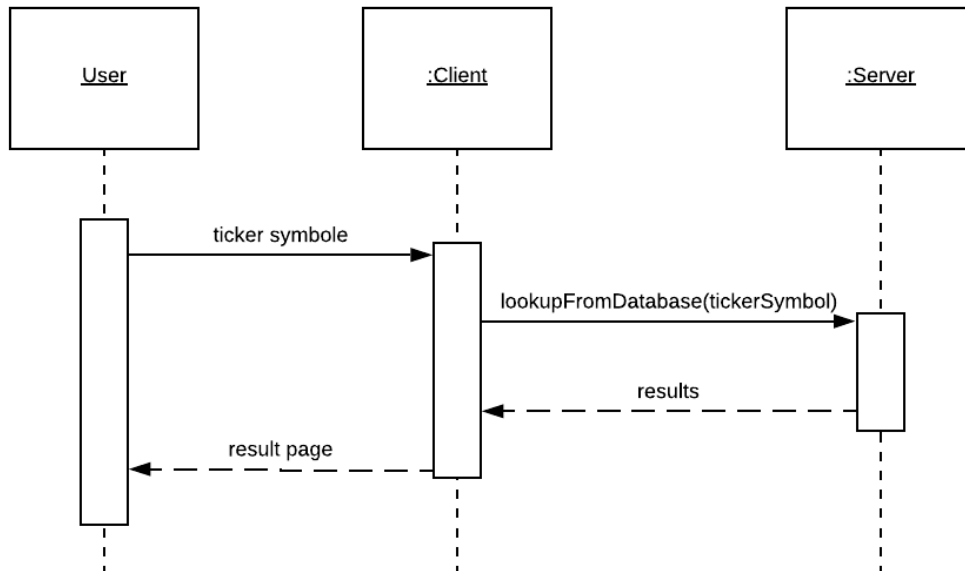 User
:Client
:Server
ticker symbole
lookupFromDatabase(tickerSymbol)
results
result page